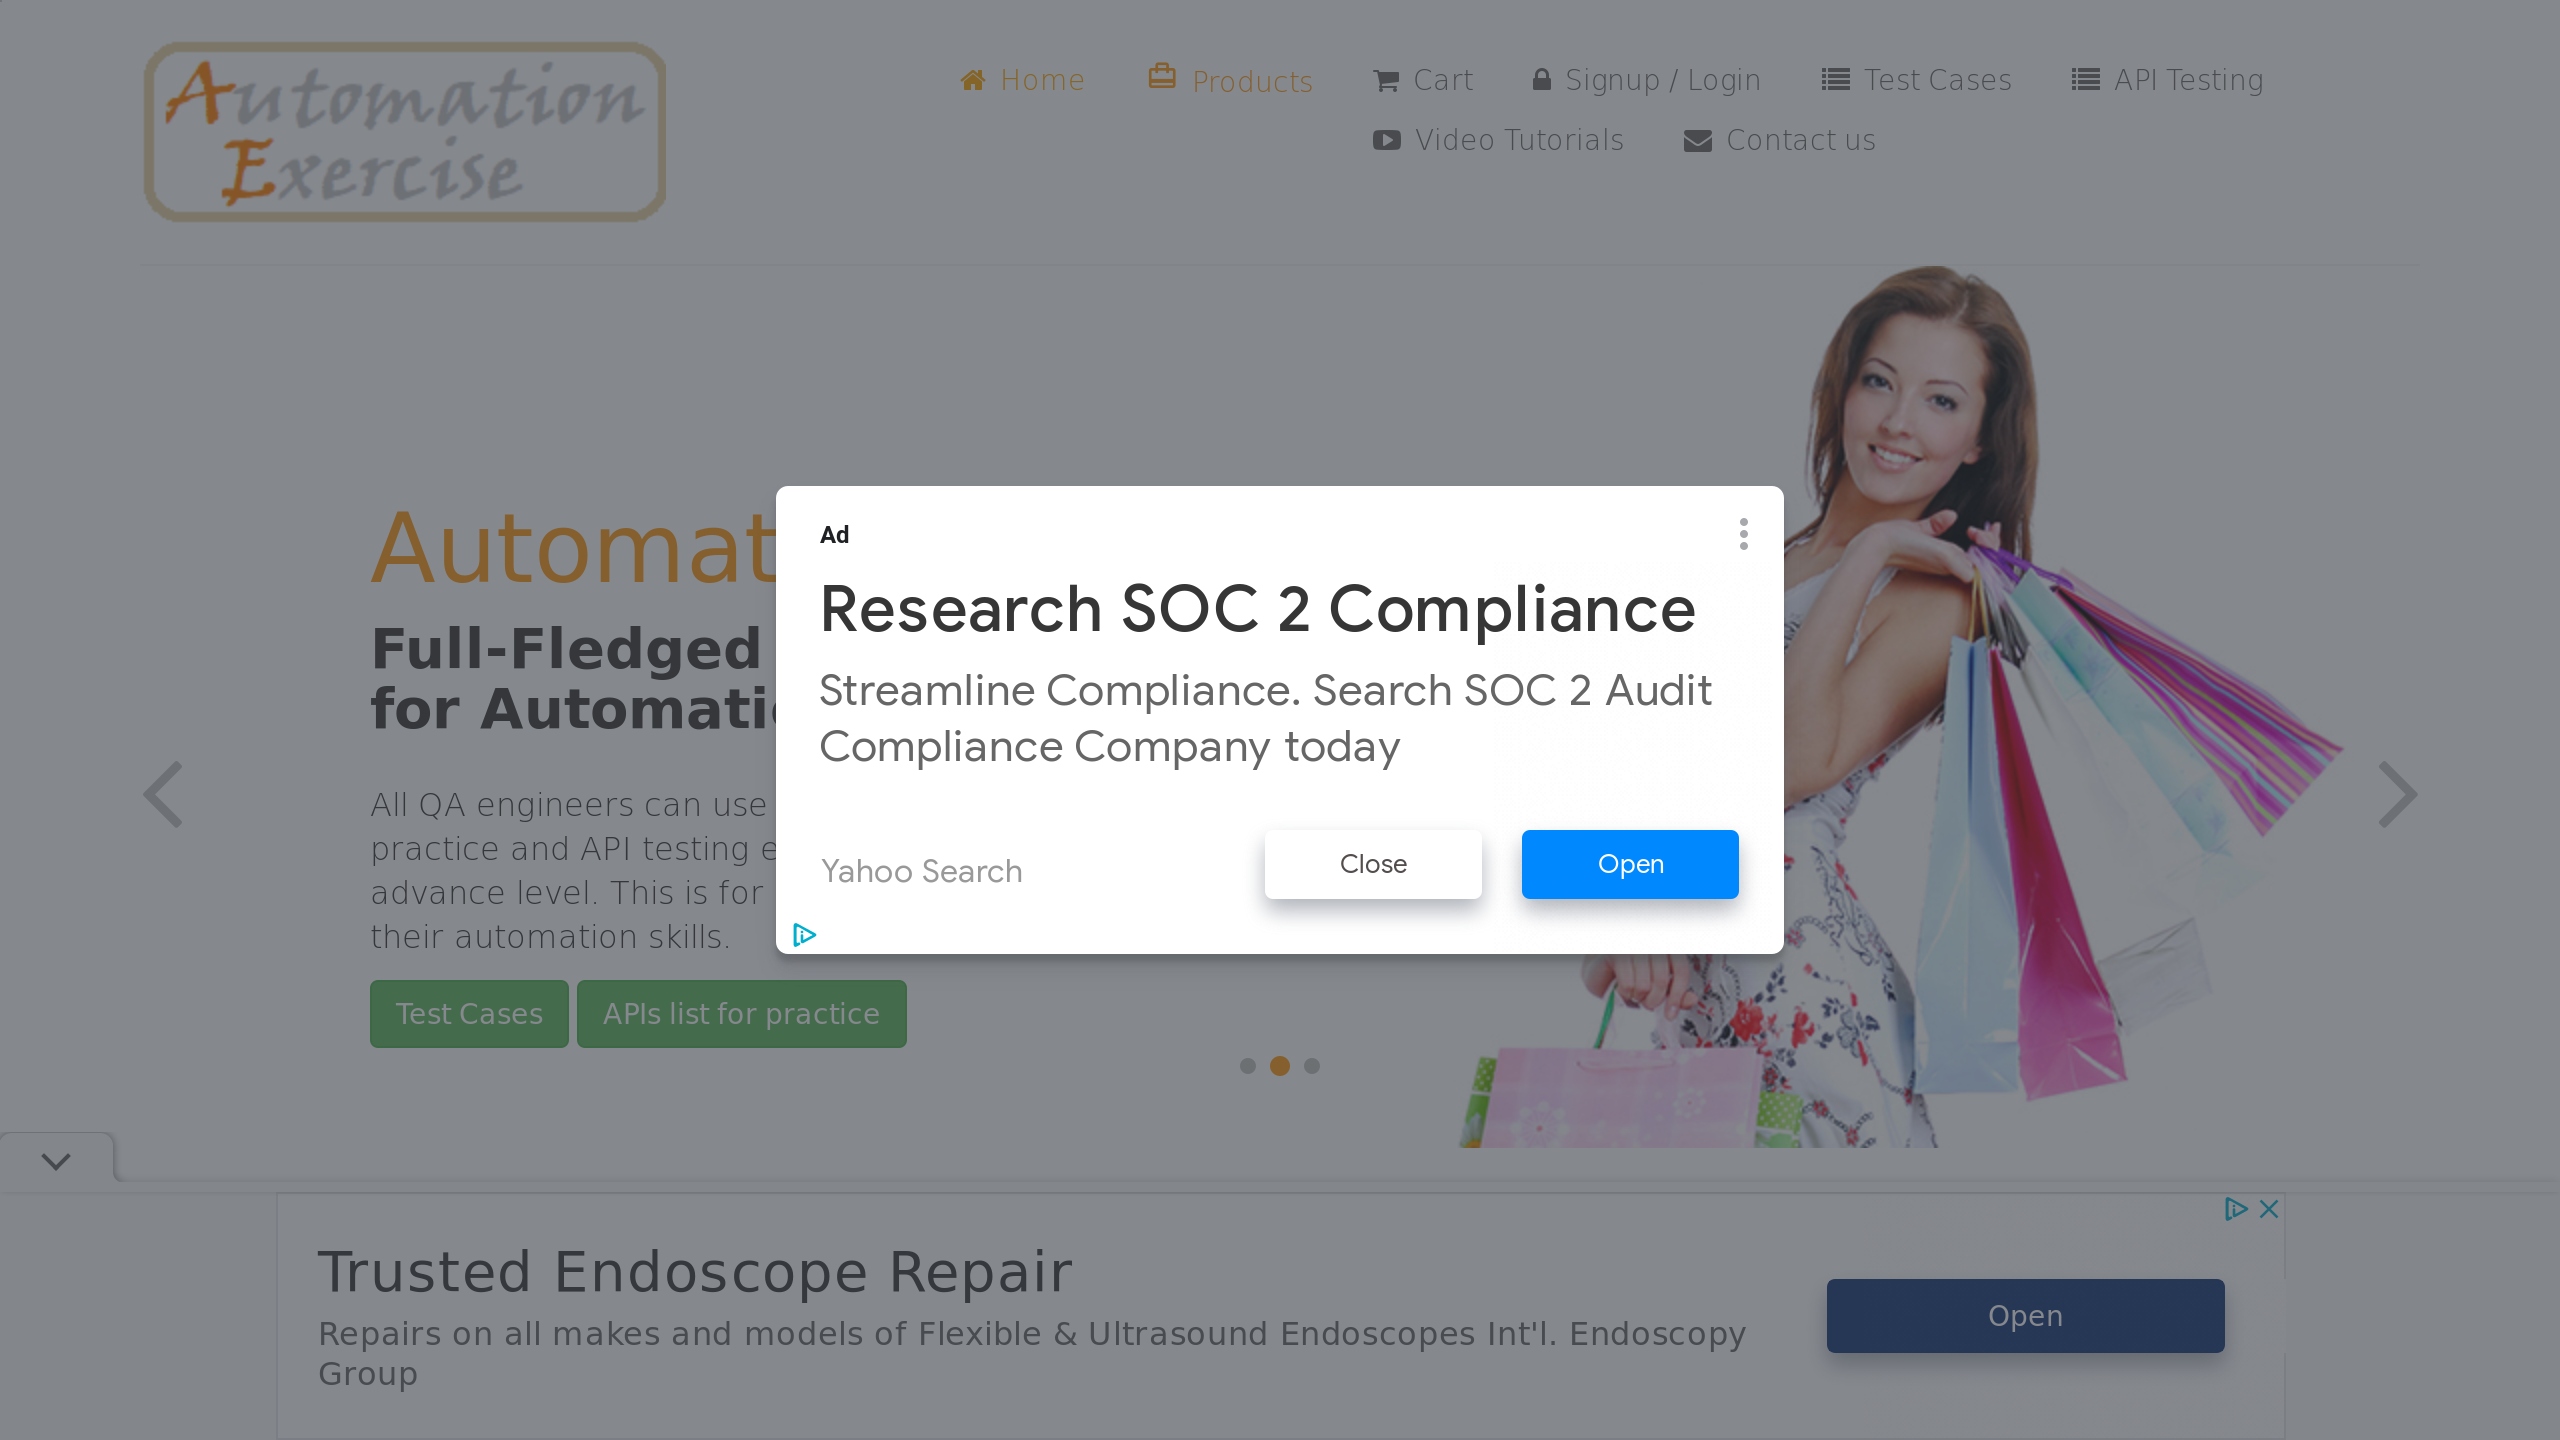 Automation
Exercise
Home
Products
Cart
Signup / Login
Test Cases
API Testing
Video Tutorials
Contact us
Full-Fledged
All QA engineers can use
practice and API testing
advance level. This is for
their automation skills.
Test Cases
APIs list for practice
Ad
Research SOC 2 Compliance
Streamline Compliance. Search SOC 2 Audit
Compliance Company today
Yahoo Search
Close
Open
Trusted Endoscope Repair
Repairs on all makes and models of Flexible & Ultrasound Endoscopes Int'l. Endoscopy
Group
Open